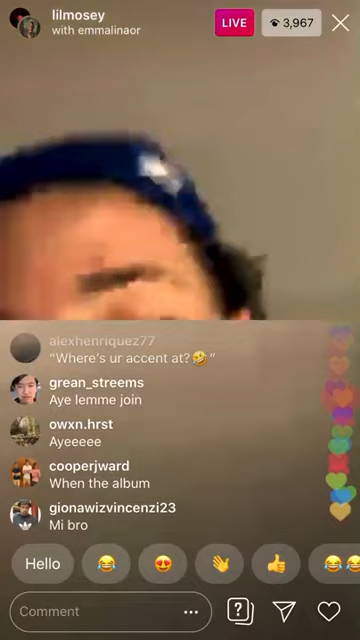 lilmosey
with emmalinaor
LIVE
3,967
alexhenriquez77
“Where's ur accent at?🤣“
grean_streems
Aye lemme join
owxn.hrst
Ayeeeee
cooperjward
When the album
gionawizvincenzi23
Mi bro
Hello
Comment